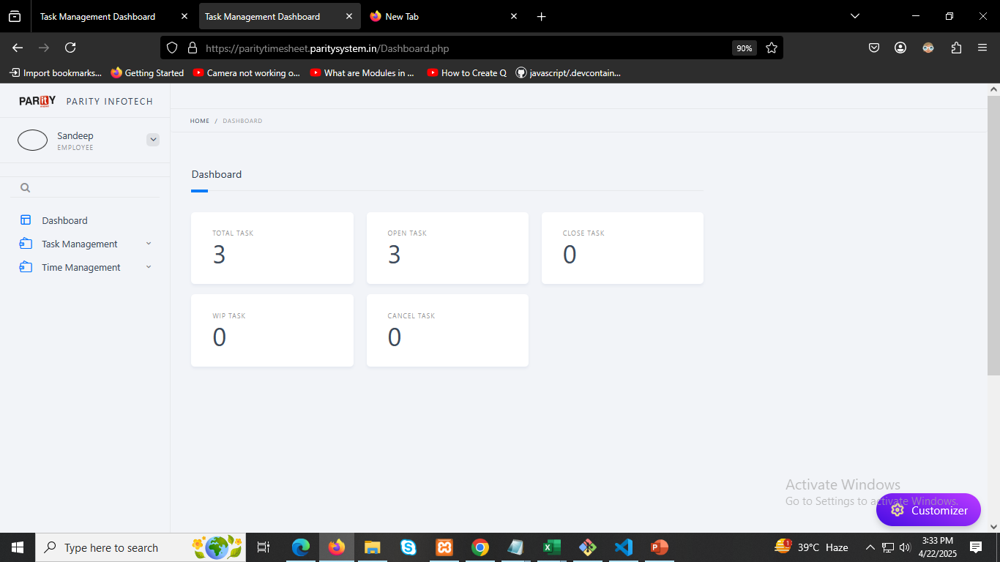 Task Management Dashboard
Task Management Dashboard
New Tab
https://paritytimesheet.paritysystem.in/Dashboard.php
90%
Import bookmarks...
Getting Started
Camera not working o...
What are Modules in ...
How to Create Q
javascript/.devcontain...
PARITY
PARITY INFOTECH
HOME / DASHBOARD
Sandeep
EMPLOYEE
Dashboard
Task Management
Time Management
Dashboard
TOTAL TASK
3
OPEN TASK
3
CLOSE TASK
0
WIP TASK
0
CANCEL TASK
0
Activate Windows
Go to Settings to activate Windows.
Customizer
Type here to search
1
39°C Haze
3:33 PM
4/22/2025